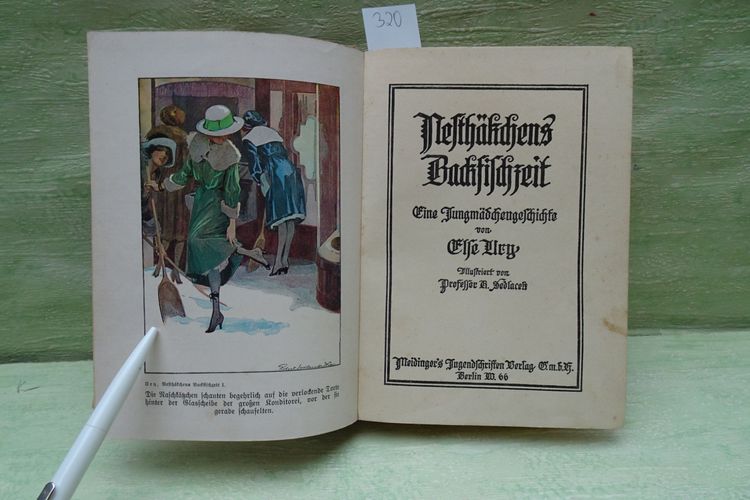 320
Ury, Nesthäkchens Backfischzeit I.
Die Naschkätzchen schauten begehrlich auf die verlockende Torte
hinter der Glasscheibe der großen Konditorei, vor der sie
gerade schaufelten.
Nesthäkchens
Backfischzeit
Eine Jungmädchengeschichte
von
Else Ury
Illustriert von
Professor R. Sedlacek
Meidinger's Jugendschriften Verlag G.m.b.H.
Berlin W. 66